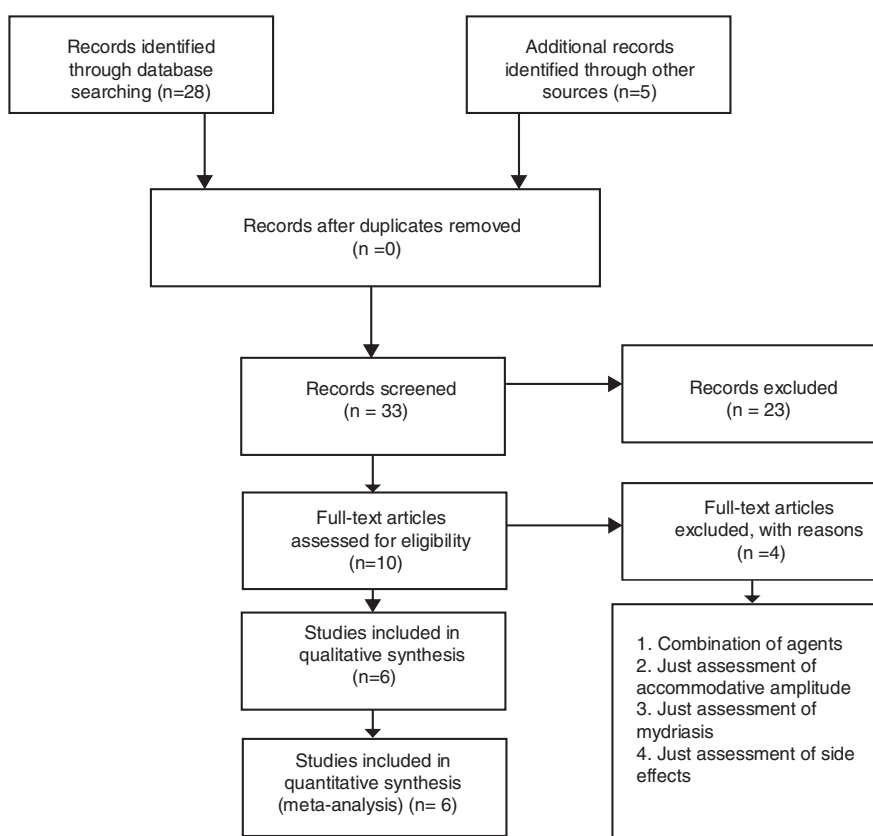 Records identified
through database
searching (n=28)
Additional records
identified through other
sources (n=5)
Records after duplicates removed
(n =0)
Records screened
(n = 33)
Records excluded
(n = 23)
Full-text articles
assessed for eligibility
(n=10)
Full-text articles
excluded, with reasons
(n =4)
Studies included in
qualitative synthesis
(n=6)
1. Combination of agents
2. Just assessment of
accommodative amplitude
3. Just assessment of
mydriasis
4. Just assessment of side
effects
Studies included in
quantitative synthesis
(meta-analysis) (n= 6)